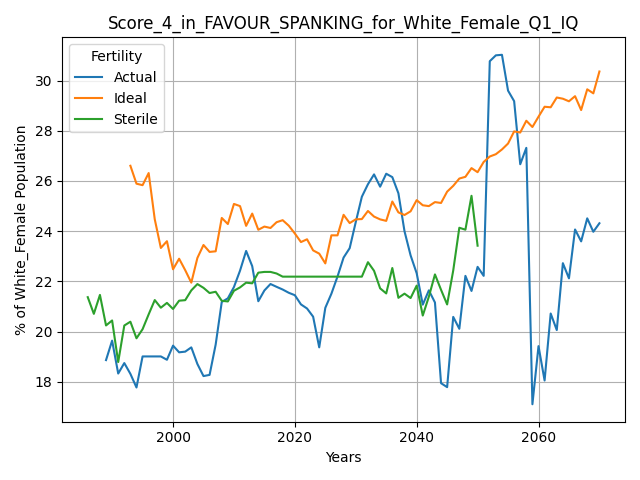 Score_4_in_FAVOUR_SPANKING_for_White_Female_Q1_IQ
Fertility
Actual
Ideal
Sterile
% of White_Female Population
30
28
26
24
22
20
18
2000
2020
2040
2060
Years